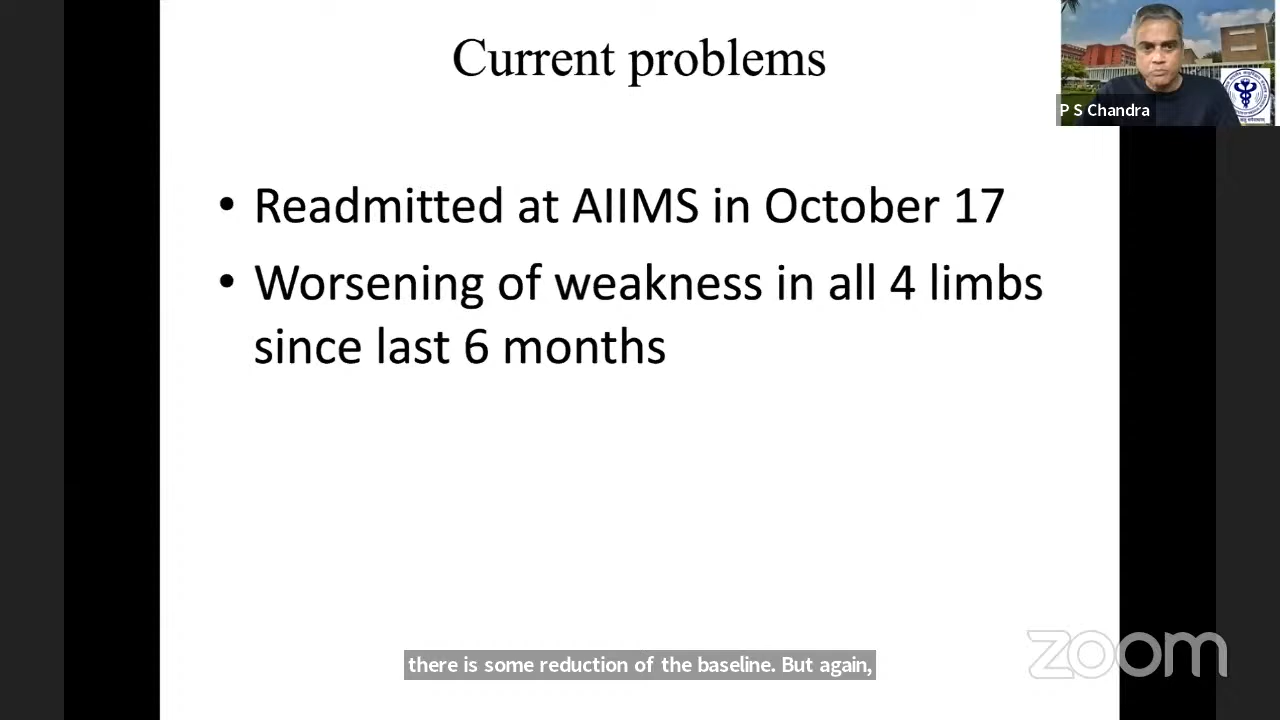 Current problems
P S Chandra
• Readmitted at AIIMS in October 17
• Worsening of weakness in all 4 limbs
since last 6 months
there is some reduction of the baseline. But again,
zoom